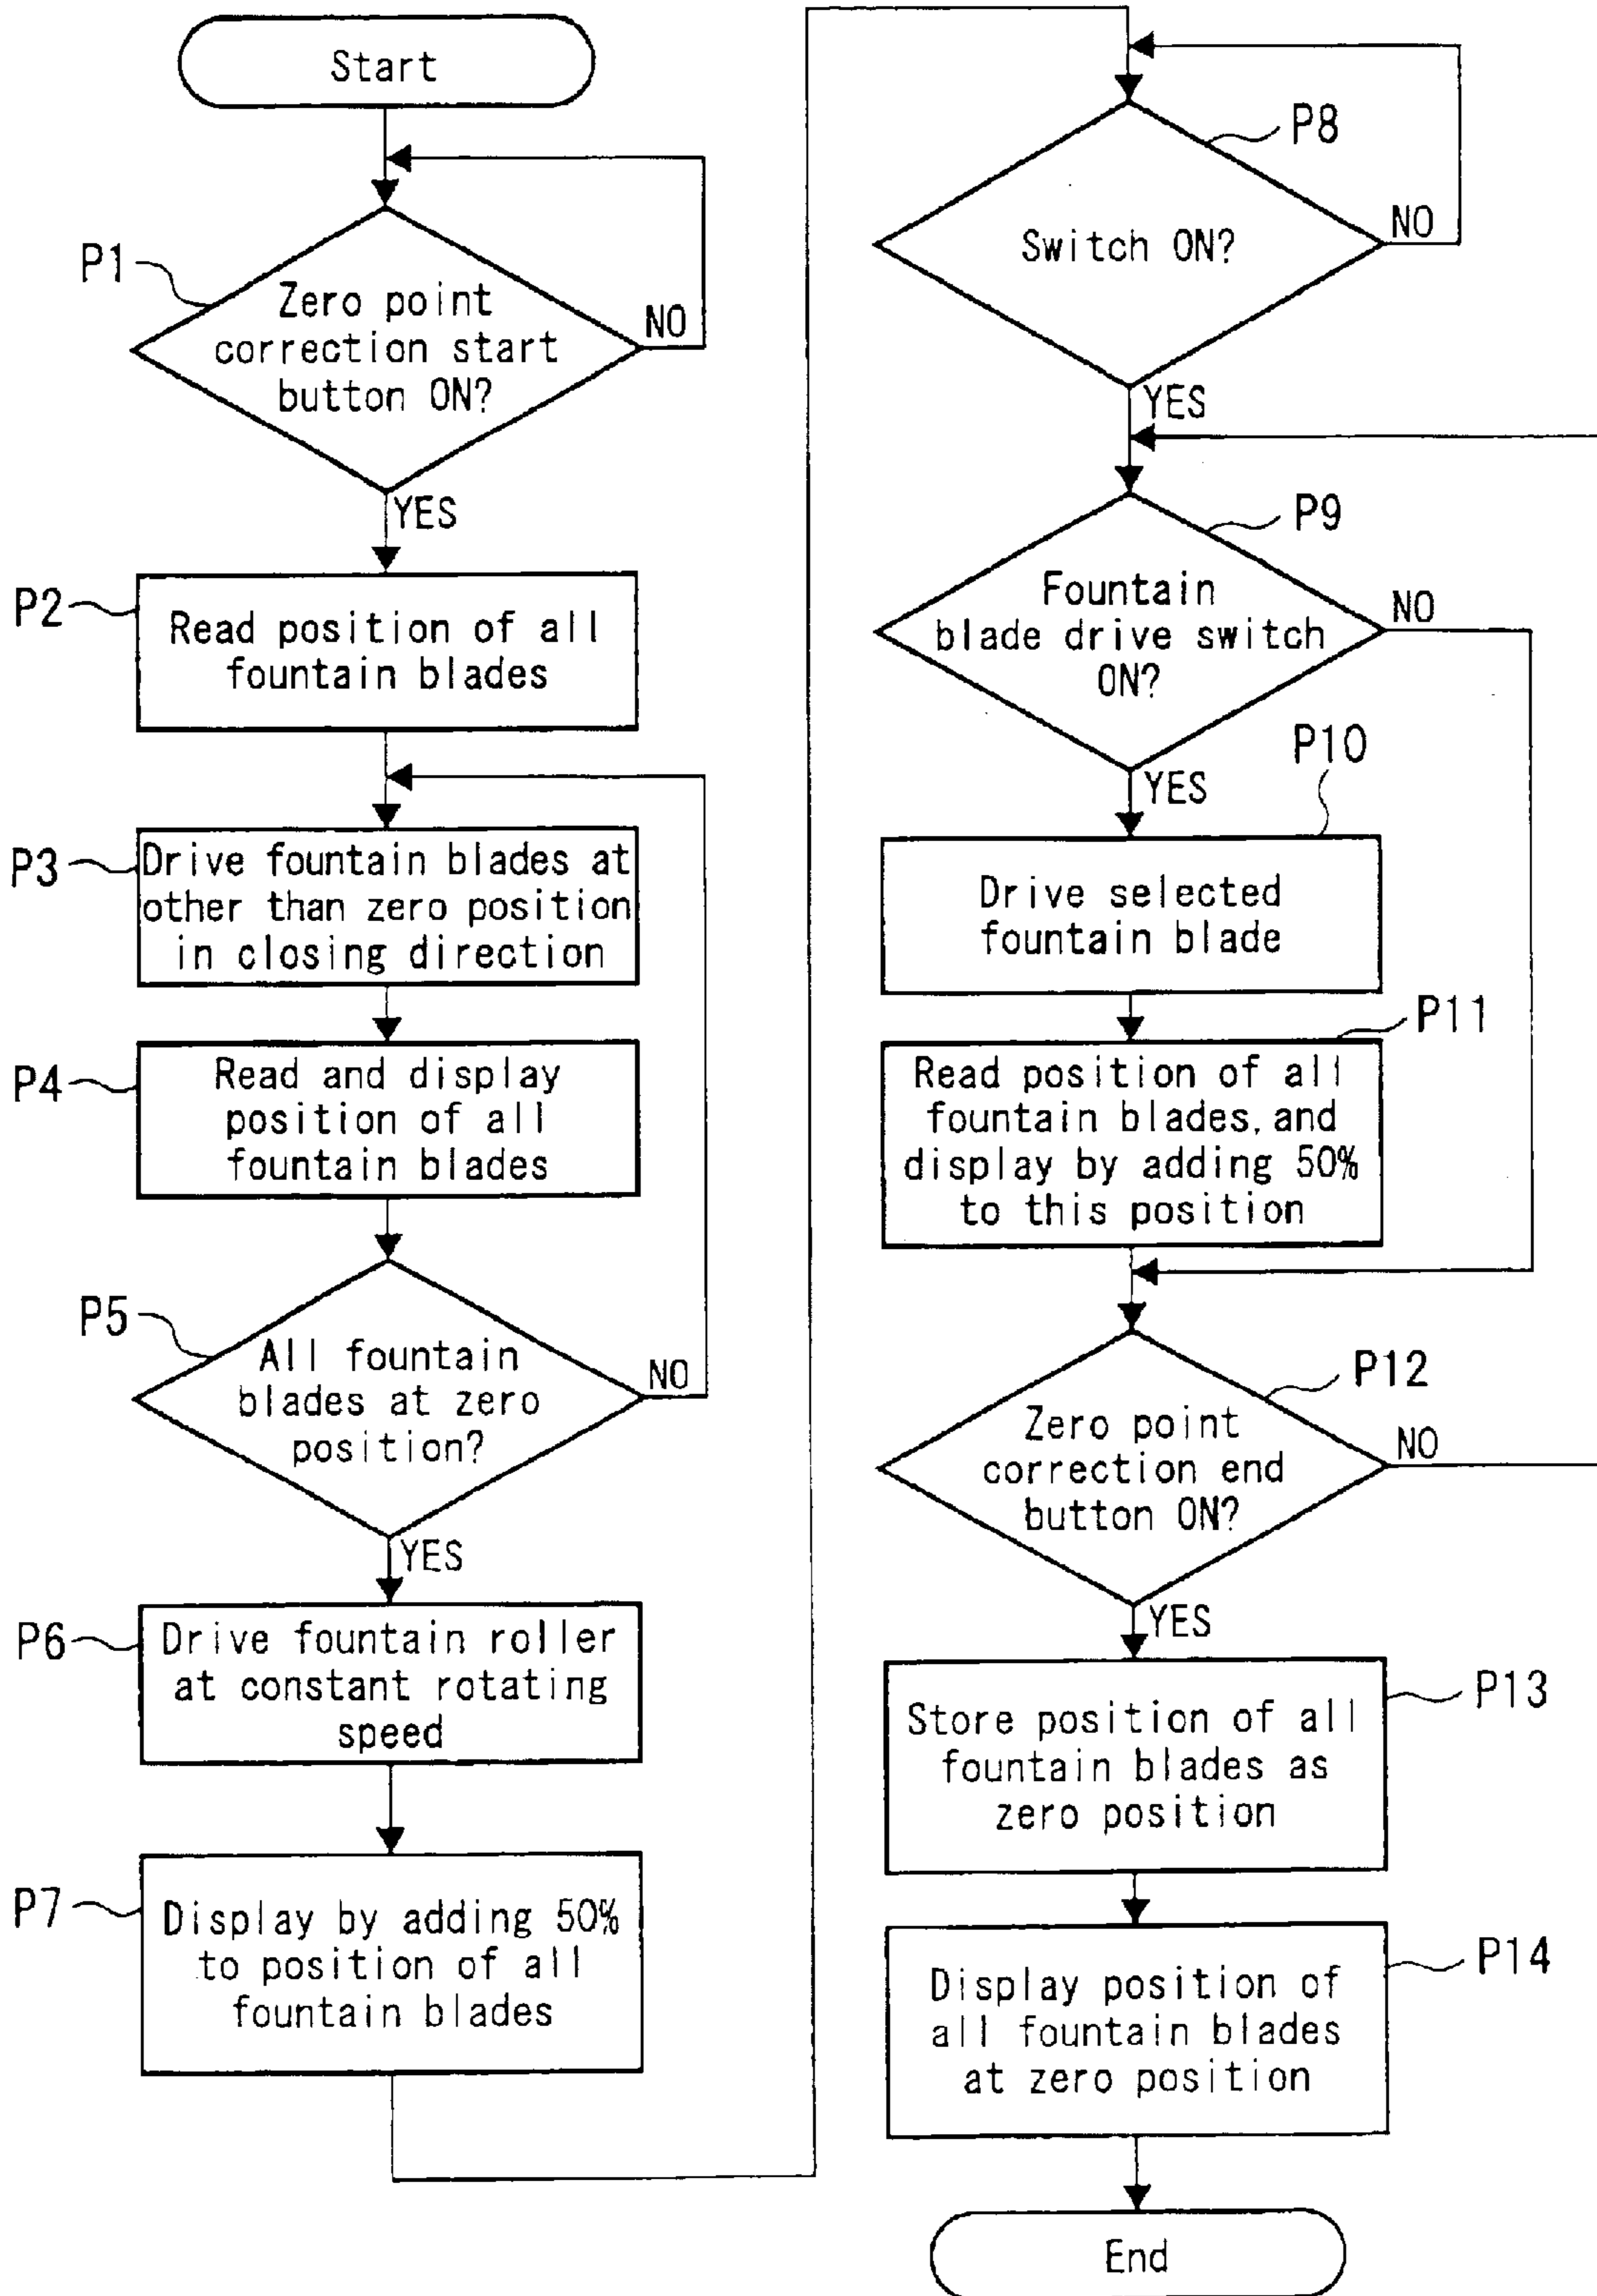 Start
P1
Zero point
correction start
button ON?
NO
YES
P2
Read position of all
fountain blades
P3
Drive fountain blades at
other than zero position
in closing direction
P4
Read and display
position of all
fountain blades
P5
All fountain
blades at zero
position?
NO
YES
P6
Drive fountain roller
at constant rotating
speed
P7
Display by adding 50%
to position of all
fountain blades
P8
Switch ON?
NO
YES
P9
Fountain
blade drive switch
ON?
NO
YES
P10
Drive selected
fountain blade
P11
Read position of all
fountain blades, and
display by adding 50%
to this position
P12
Zero point
correction end
button ON?
NO
YES
P13
Store position of all
fountain blades as
zero position
P14
Display position of
all fountain blades
at zero position
End